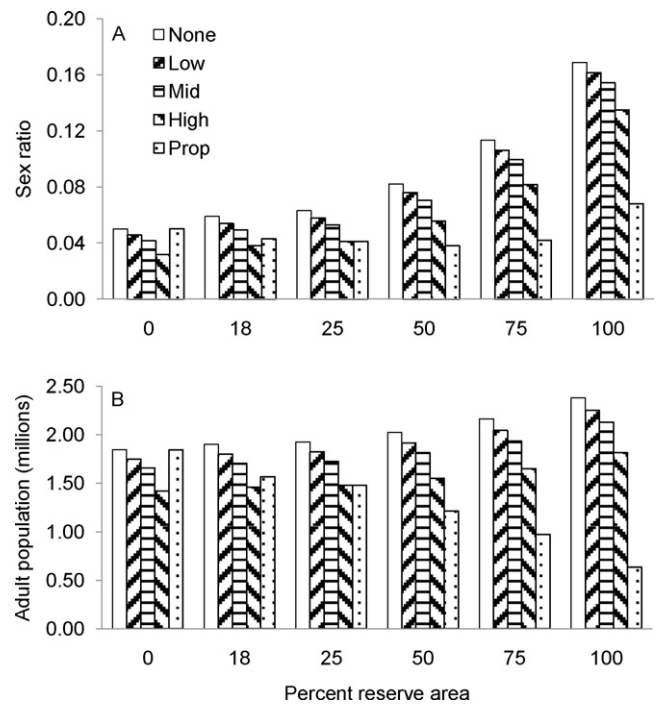 A
None
Low
Mid
High
Prop
Sex ratio
0.20
0.16
0.12
0.08
0.04
0.00
0 18 25 50 75 100
B
Adult population (millions)
2.50
2.00
1.50
1.00
0.50
0.00
0 18 25 50 75 100
Percent reserve area